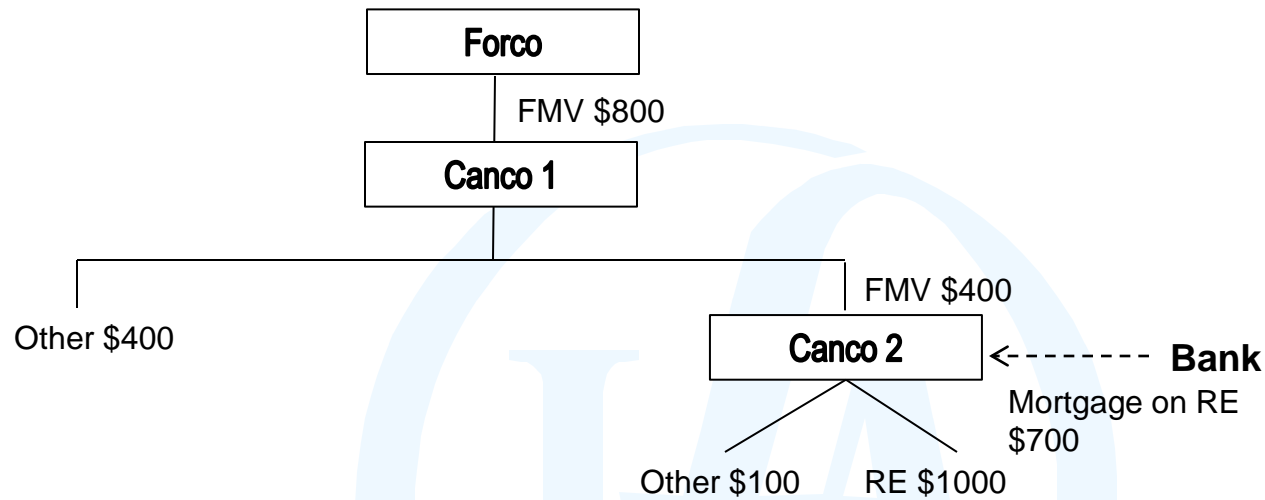 Forco
FMV $800
Canco 1
FMV $400
Other $400
Canco 2
Bank
Mortgage on RE
$700
Other $100
RE $1000